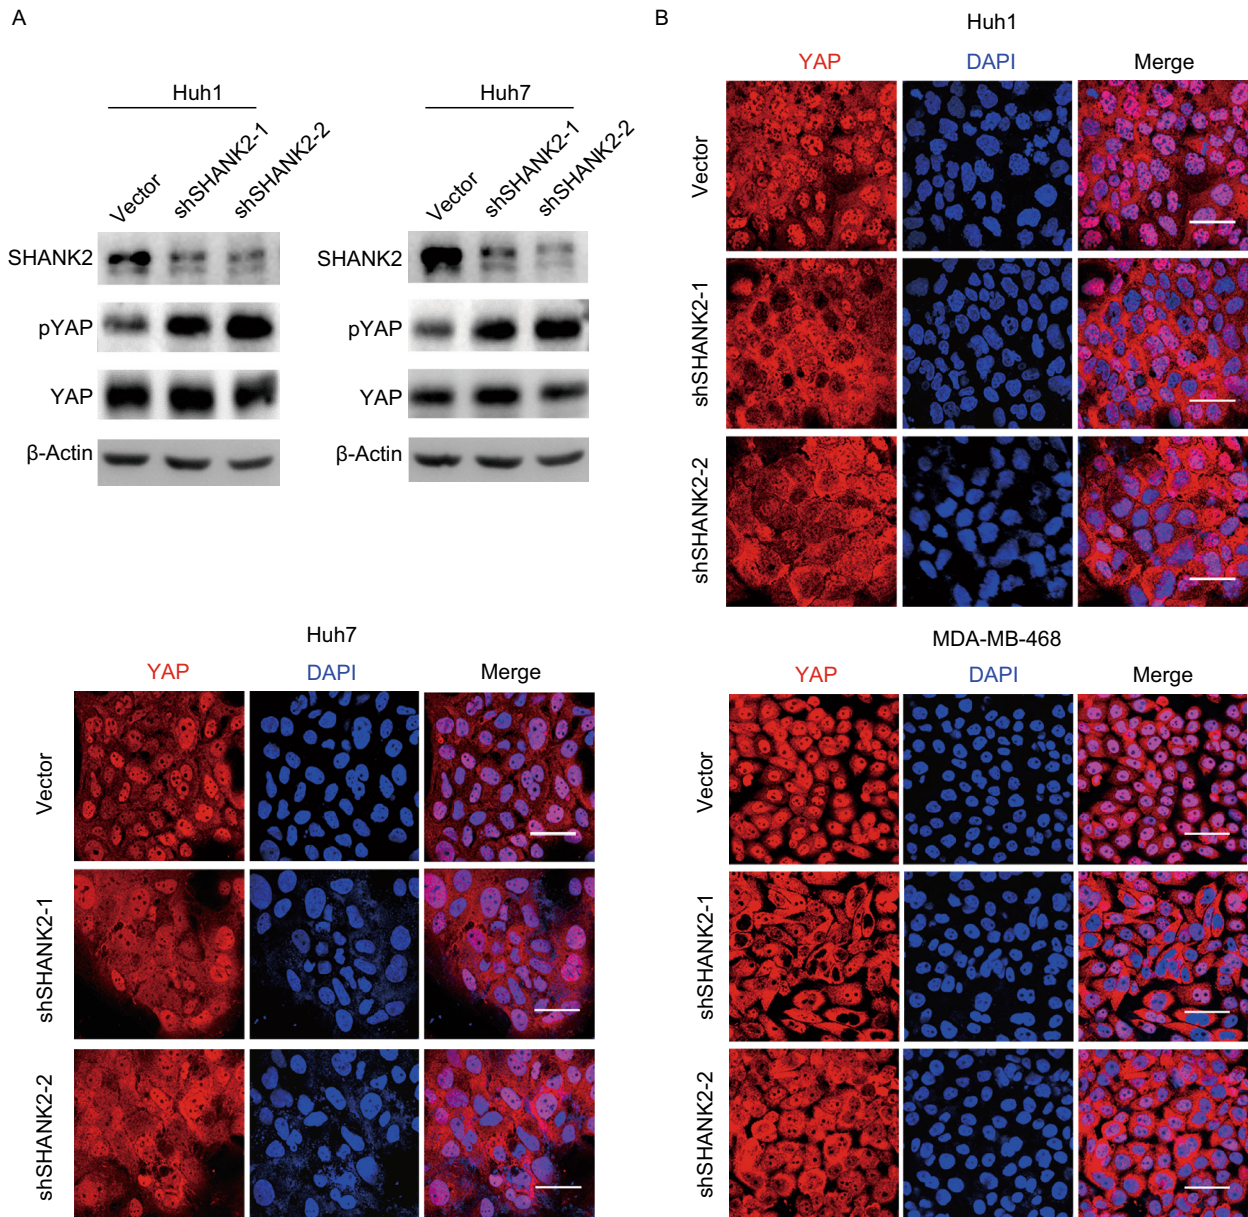 A
Huh1
Vector
shSHANK2-1
shSHANK2-2
SHANK2
pYAP
YAP
β-Actin
Huh7
Vector
shSHANK2-1
shSHANK2-2
SHANK2
pYAP
YAP
β-Actin
B
Huh1
YAP DAPI Merge
Vector
shSHANK2-1
shSHANK2-2
Huh7
YAP DAPI Merge
Vector
shSHANK2-1
shSHANK2-2
MDA-MB-468
YAP DAPI Merge
Vector
shSHANK2-1
shSHANK2-2